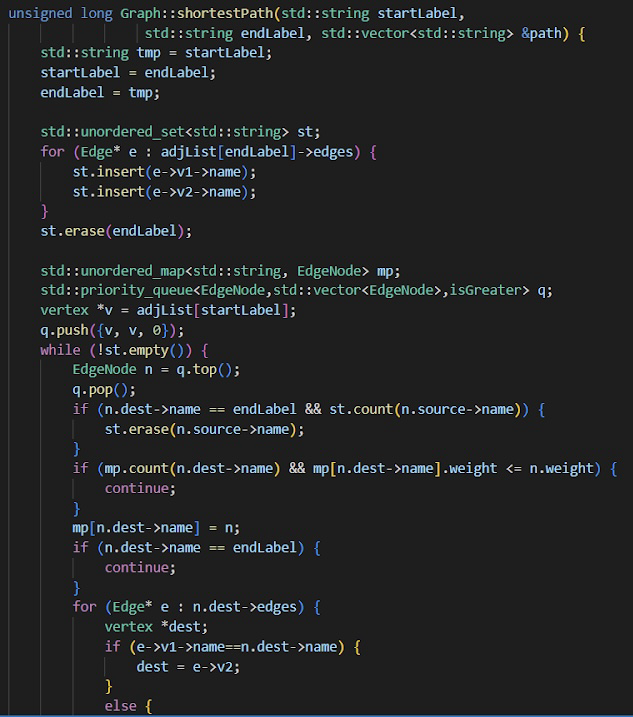 unsigned long Graph::shortestPath(std::string startLabel,
std::string endLabel, std::vector<std::string> &path) {
std::string tmp = startLabel;
startLabel = endLabel;
endLabel = tmp;
std::unordered_set<std::string> st;
for (Edge* e : adjList[endLabel]->edges) {
st.insert(e->v1->name);
st.insert(e->v2->name);
}
st.erase(endLabel);
std::unordered_map<std::string, EdgeNode> mp;
std::priority_queue<EdgeNode,std::vector<EdgeNode>,isGreater> q;
vertex *v = adjList[startLabel];
q.push({v, v, 0});
while (!st.empty()) {
EdgeNode n = q.top();
q.pop();
if (n.dest->name == endLabel && st.count(n.source->name)) {
st.erase(n.source->name);
}
if (mp.count(n.dest->name) && mp[n.dest->name].weight <= n.weight) {
continue;
}
mp[n.dest->name] = n;
if (n.dest->name == endLabel) {
continue;
}
for (Edge* e : n.dest->edges) {
vertex *dest;
if (e->v1->name==n.dest->name) {
dest = e->v2;
}
else {